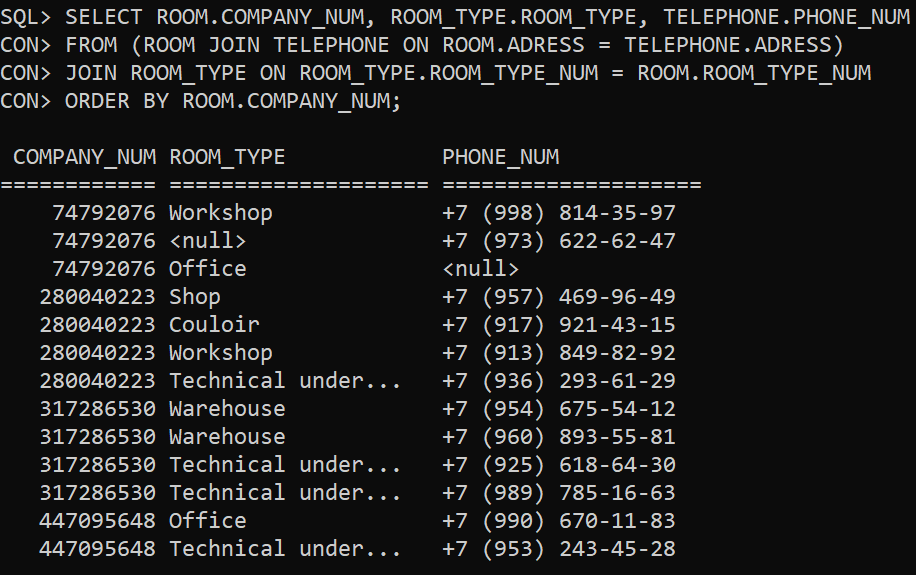 SQL> SELECT ROOM.COMPANY_NUM, ROOM_TYPE.ROOM_TYPE, TELEPHONE.PHONE_NUM
CON> FROM (ROOM JOIN TELEPHONE ON ROOM.ADRESS = TELEPHONE.ADRESS)
CON> JOIN ROOM_TYPE ON ROOM_TYPE.ROOM_TYPE_NUM = ROOM.ROOM_TYPE_NUM
CON> ORDER BY ROOM.COMPANY_NUM;
COMPANY_NUM ROOM_TYPE PHONE_NUM
============ ==================== ====================
74792076 Workshop +7 (998) 814-35-97
74792076 <null> +7 (973) 622-62-47
74792076 Office <null>
280040223 Shop +7 (957) 469-96-49
280040223 Couloir +7 (917) 921-43-15
280040223 Workshop +7 (913) 849-82-92
280040223 Technical under... +7 (936) 293-61-29
317286530 Warehouse +7 (954) 675-54-12
317286530 Warehouse +7 (960) 893-55-81
317286530 Technical under... +7 (925) 618-64-30
317286530 Technical under... +7 (989) 785-16-63
447095648 Office +7 (990) 670-11-83
447095648 Technical under... +7 (953) 243-45-28